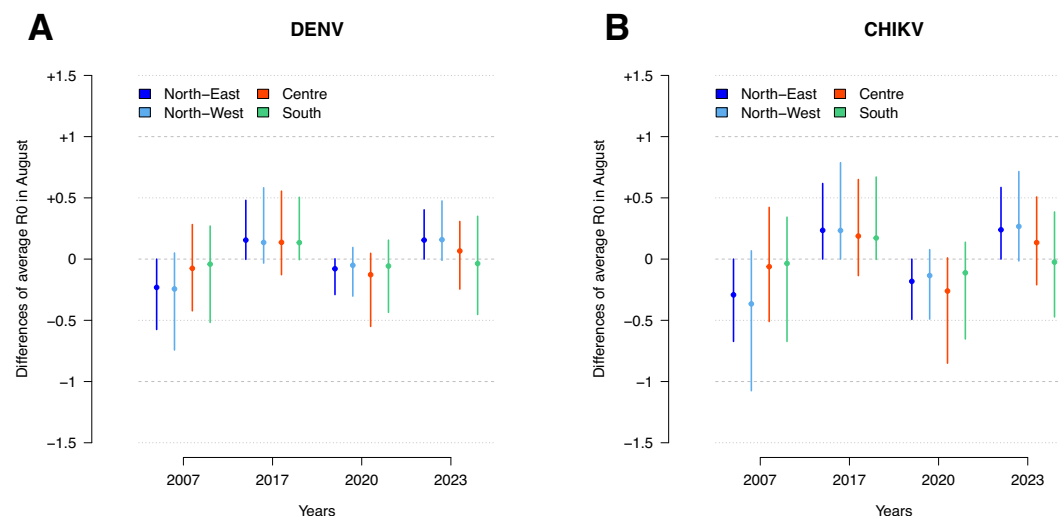 A
DENV
Differences of average R0 in August
+1.5
+1
+0.5
0
−0.5
−1
−1.5
North−East
Centre
North−West
South
2007
2017
2020
2023
Years
B
CHIKV
Differences of average R0 in August
+1.5
+1
+0.5
0
−0.5
−1
−1.5
North−East
Centre
North−West
South
2007
2017
2020
2023
Years